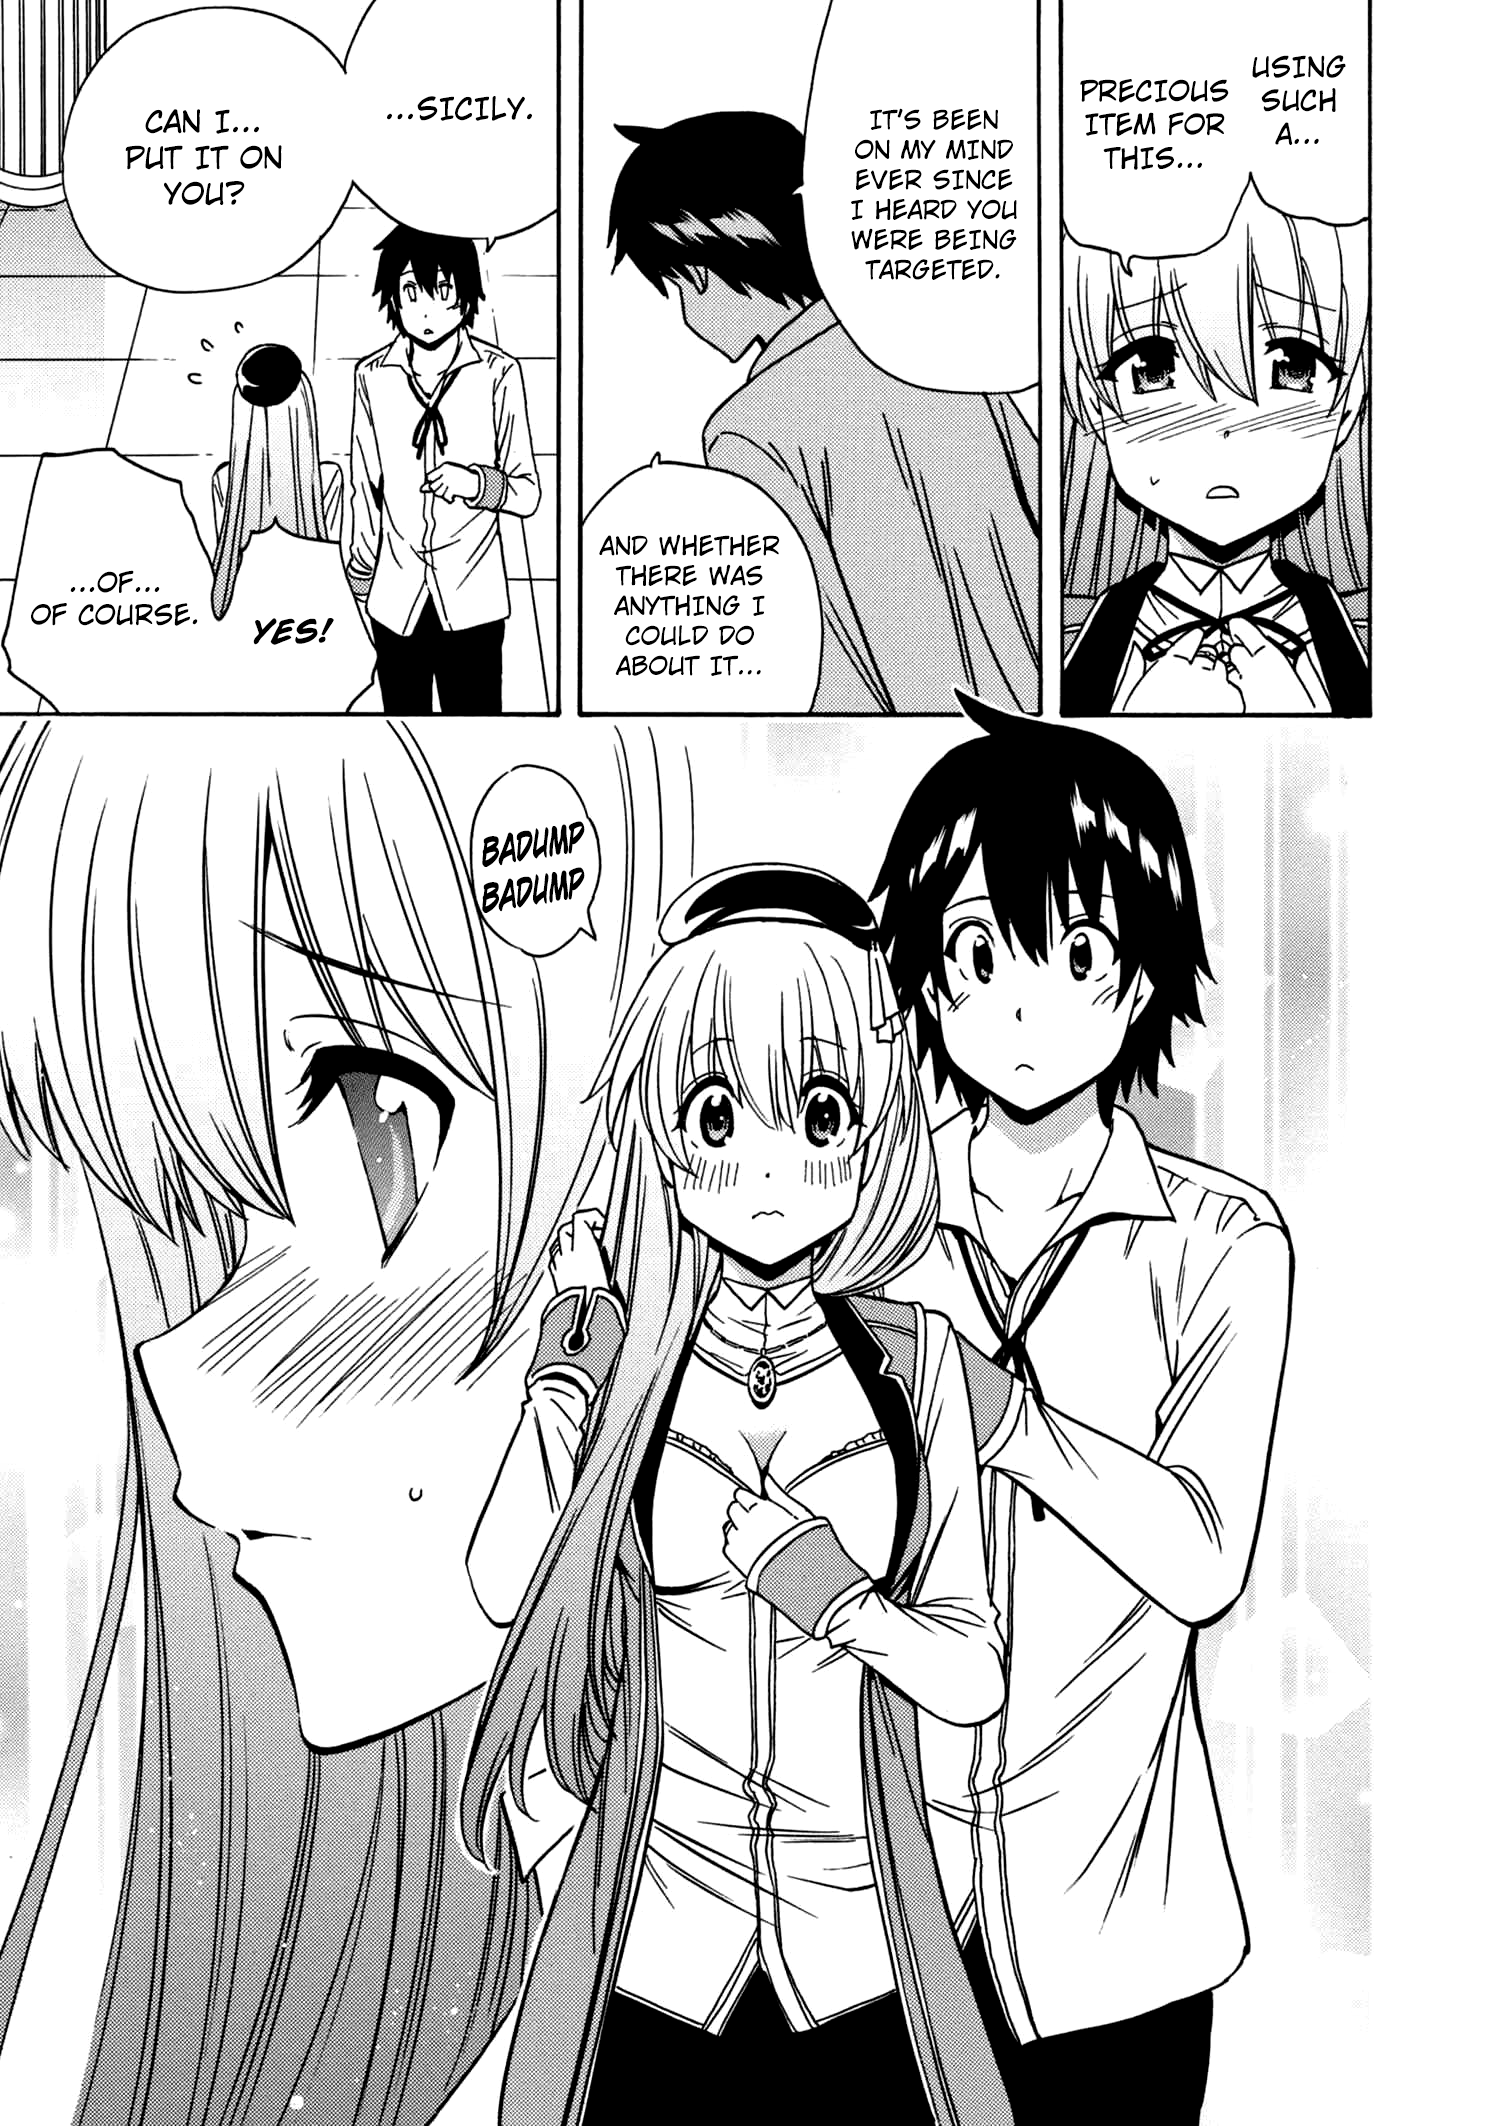 USING
SUCH
A...
PRECIOUS
ITEM FOR
THIS...
IT'S BEEN
ON MY MIND
EVER SINCE
I HEARD YOU
WERE BEING
TARGETED.
AND WHETHER
THERE WAS
ANYTHING I
COULD DO
ABOUT IT...
...SICILY.
CAN I...
PUT IT ON
YOU?
YES!
...OF...
OF COURSE.
BADUMP
BADUMP